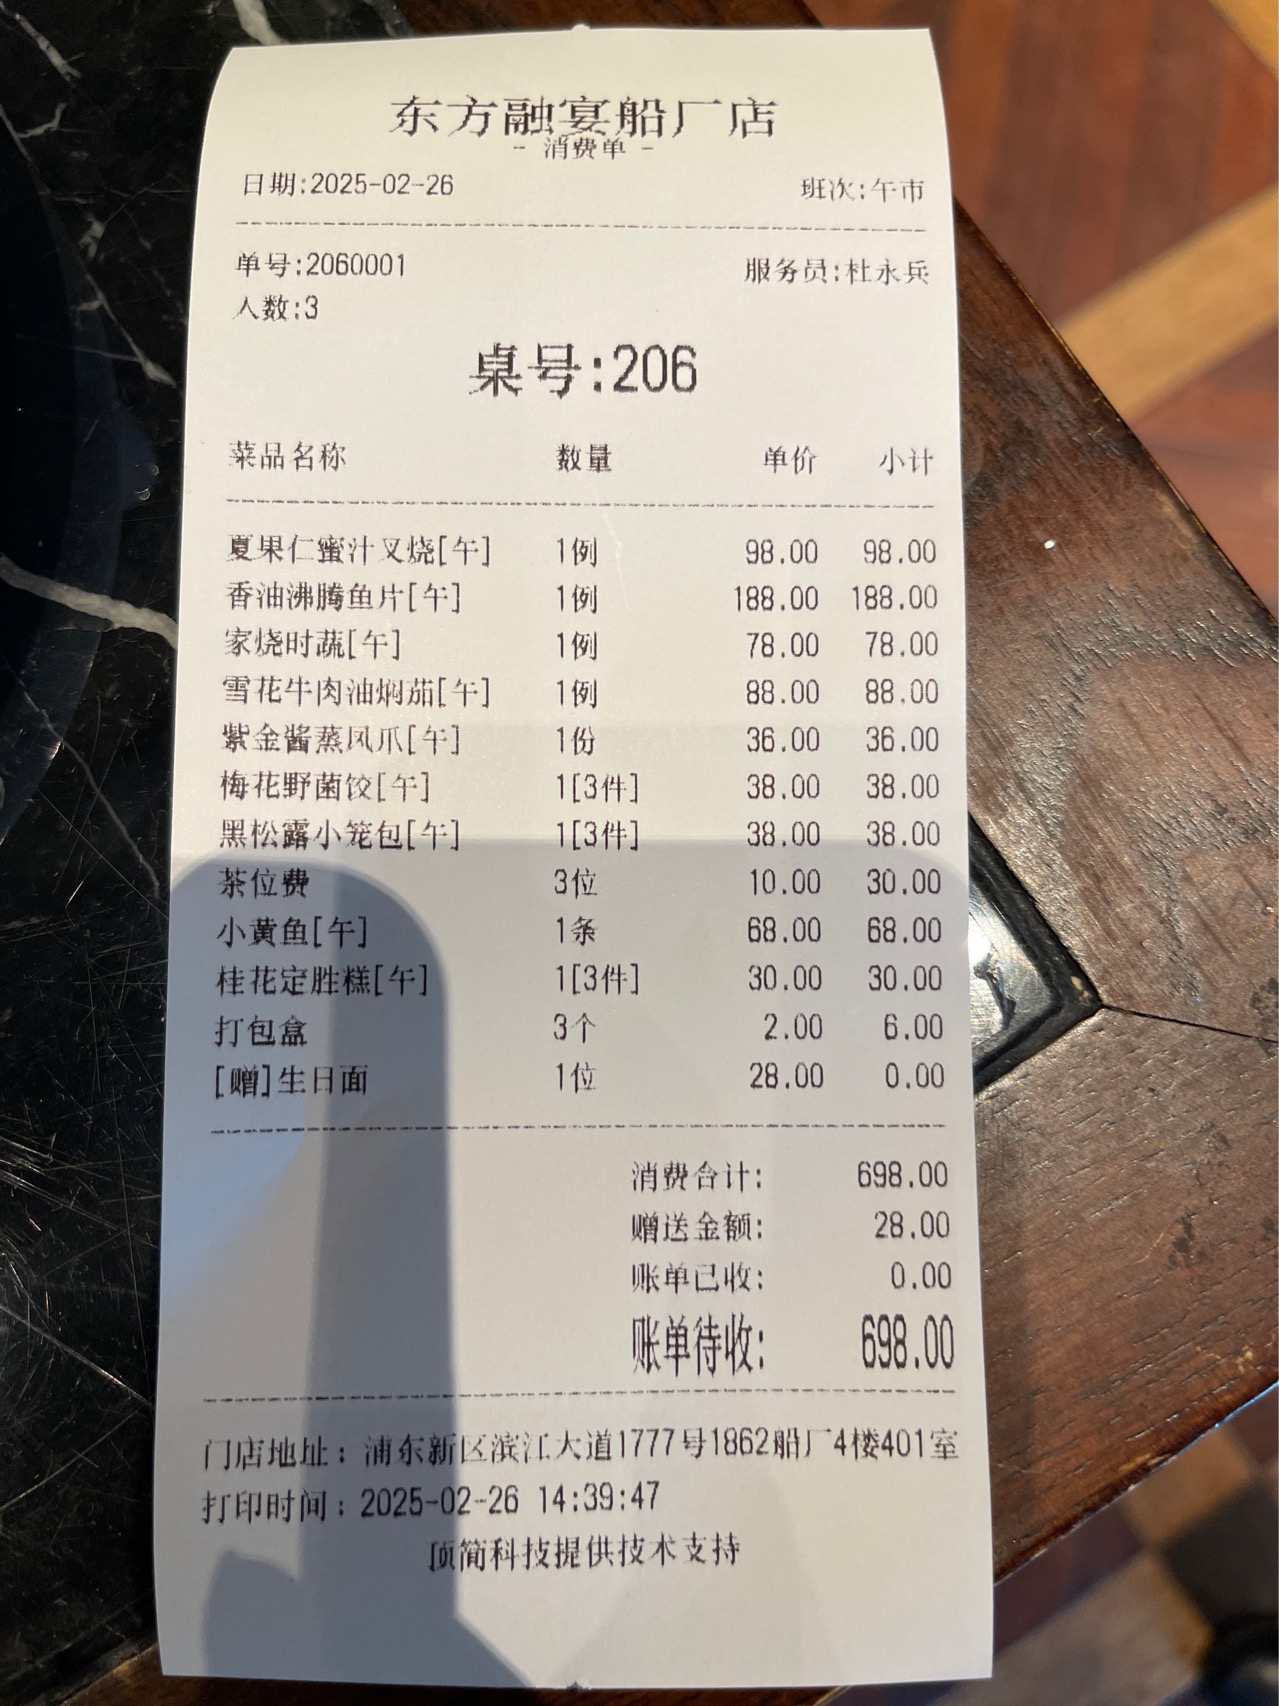 东方融宴船厂店
- 消费单 -
日期:2025-02-26 班次:午市
单号:2060001 服务员:杜永兵
人数:3
桌号:206
菜品名称 数量 单价 小计
夏果仁蜜汁叉烧[午] 1例 98.00 98.00
香油沸腾鱼片[午] 1例 188.00 188.00
家烧时蔬[午] 1例 78.00 78.00
雪花牛肉油焖茄[午] 1例 88.00 88.00
紫金酱蒸凤爪[午] 1份 36.00 36.00
梅花野菌饺[午] 1[3件] 38.00 38.00
黑松露小笼包[午] 1[3件] 38.00 38.00
茶位费 3位 10.00 30.00
小黄鱼[午] 1条 68.00 68.00
桂花定胜糕[午] 1[3件] 30.00 30.00
打包盒 3个 2.00 6.00
[赠]生日面 1位 28.00 0.00
消费合计: 698.00
赠送金额: 28.00
账单已收: 0.00
账单待收: 698.00
门店地址：浦东新区滨江大道1777号1862船厂4楼401室
打印时间：2025-02-26 14:39:47
顶简科技提供技术支持